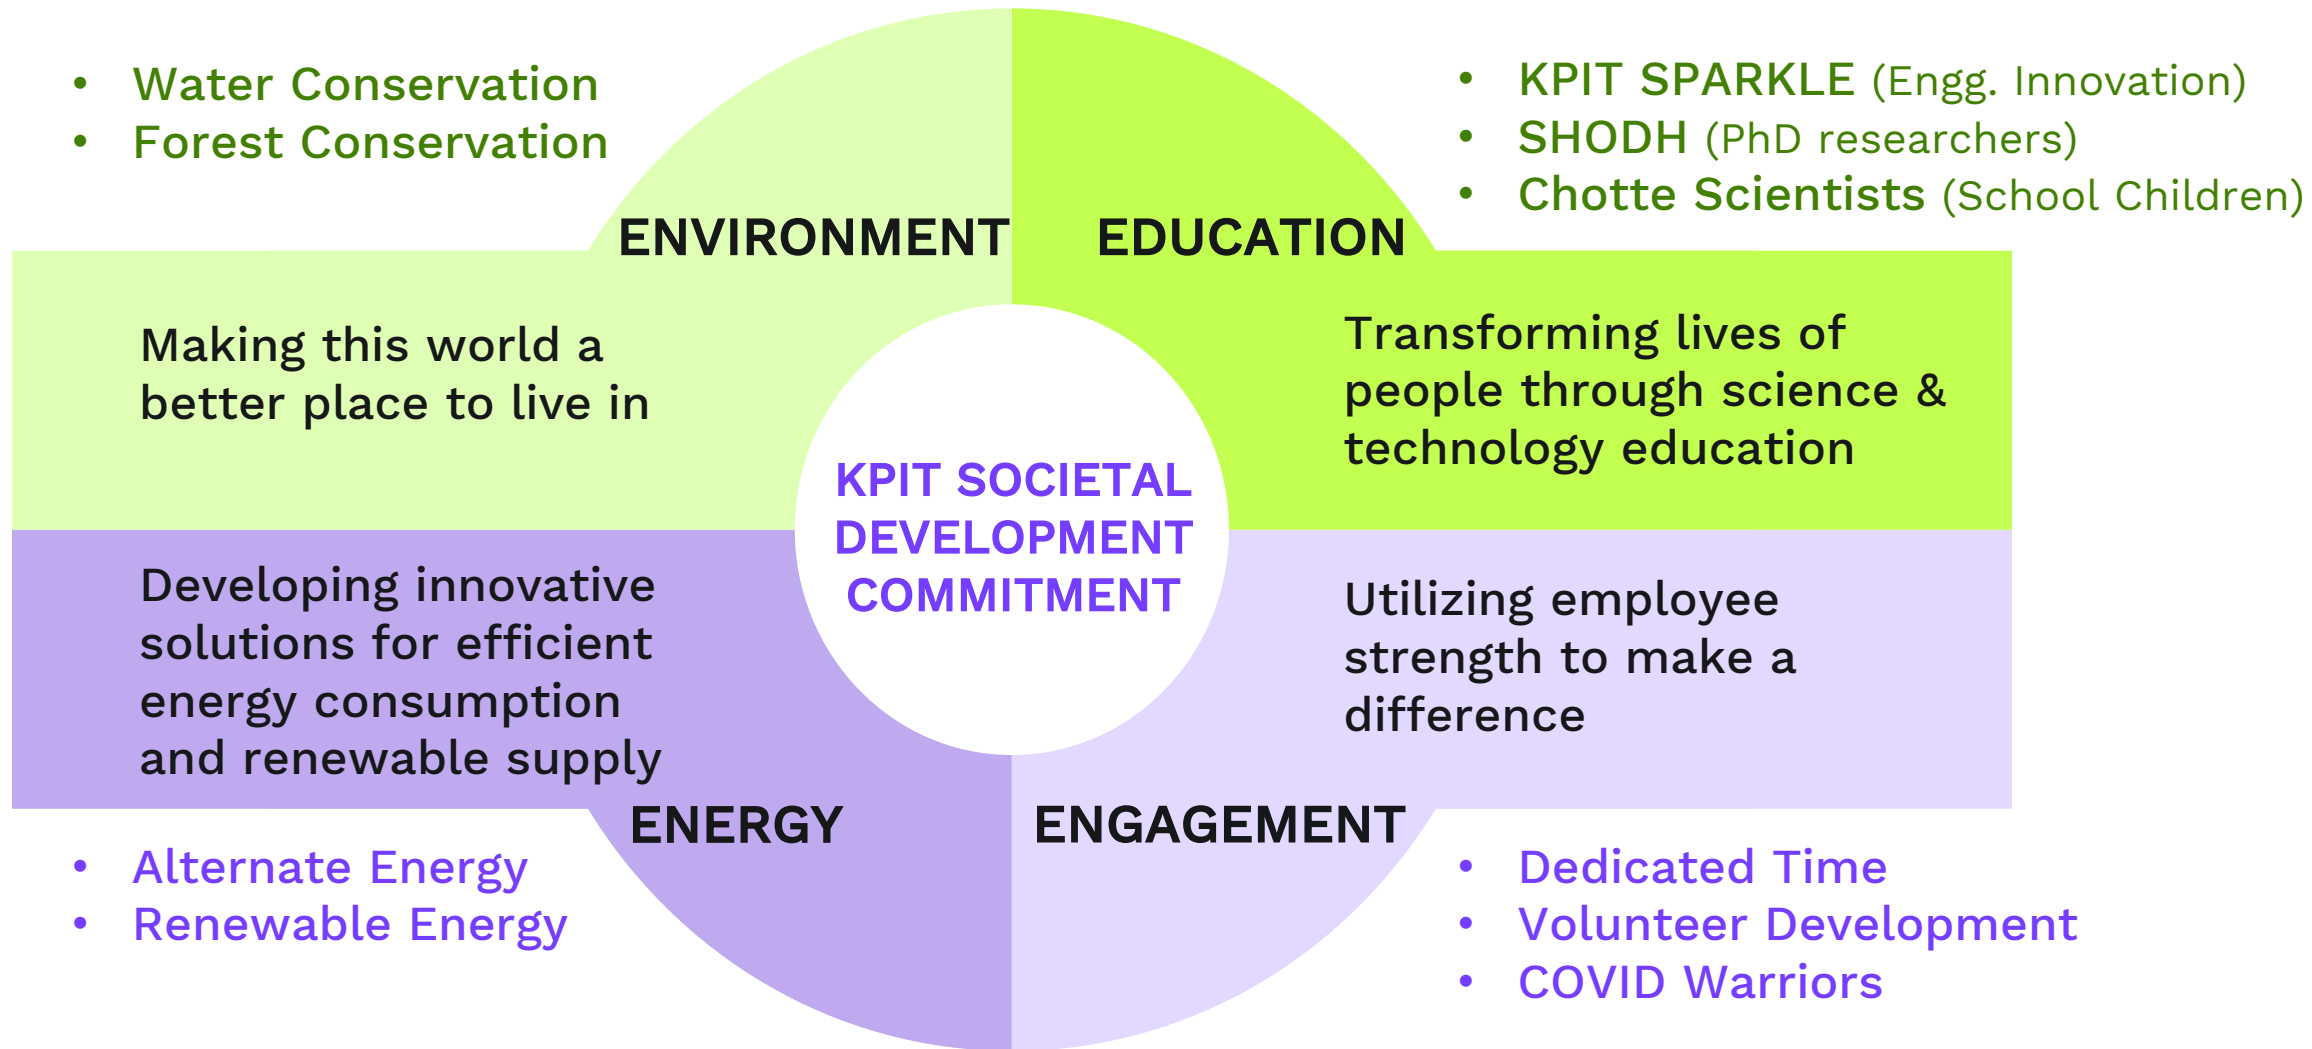 • Water Conservation
• Forest Conservation
ENVIRONMENT
Making this world a
better place to live in
• KPIT SPARKLE (Engg. Innovation)
• SHODH (PhD researchers)
• Chotte Scientists (School Children)
EDUCATION
Transforming lives of
people through science &
technology education
KPIT SOCIETAL
DEVELOPMENT
COMMITMENT
Developing innovative
solutions for efficient
energy consumption
and renewable supply
ENERGY
• Alternate Energy
• Renewable Energy
Utilizing employee
strength to make a
difference
ENGAGEMENT
• Dedicated Time
• Volunteer Development
• COVID Warriors